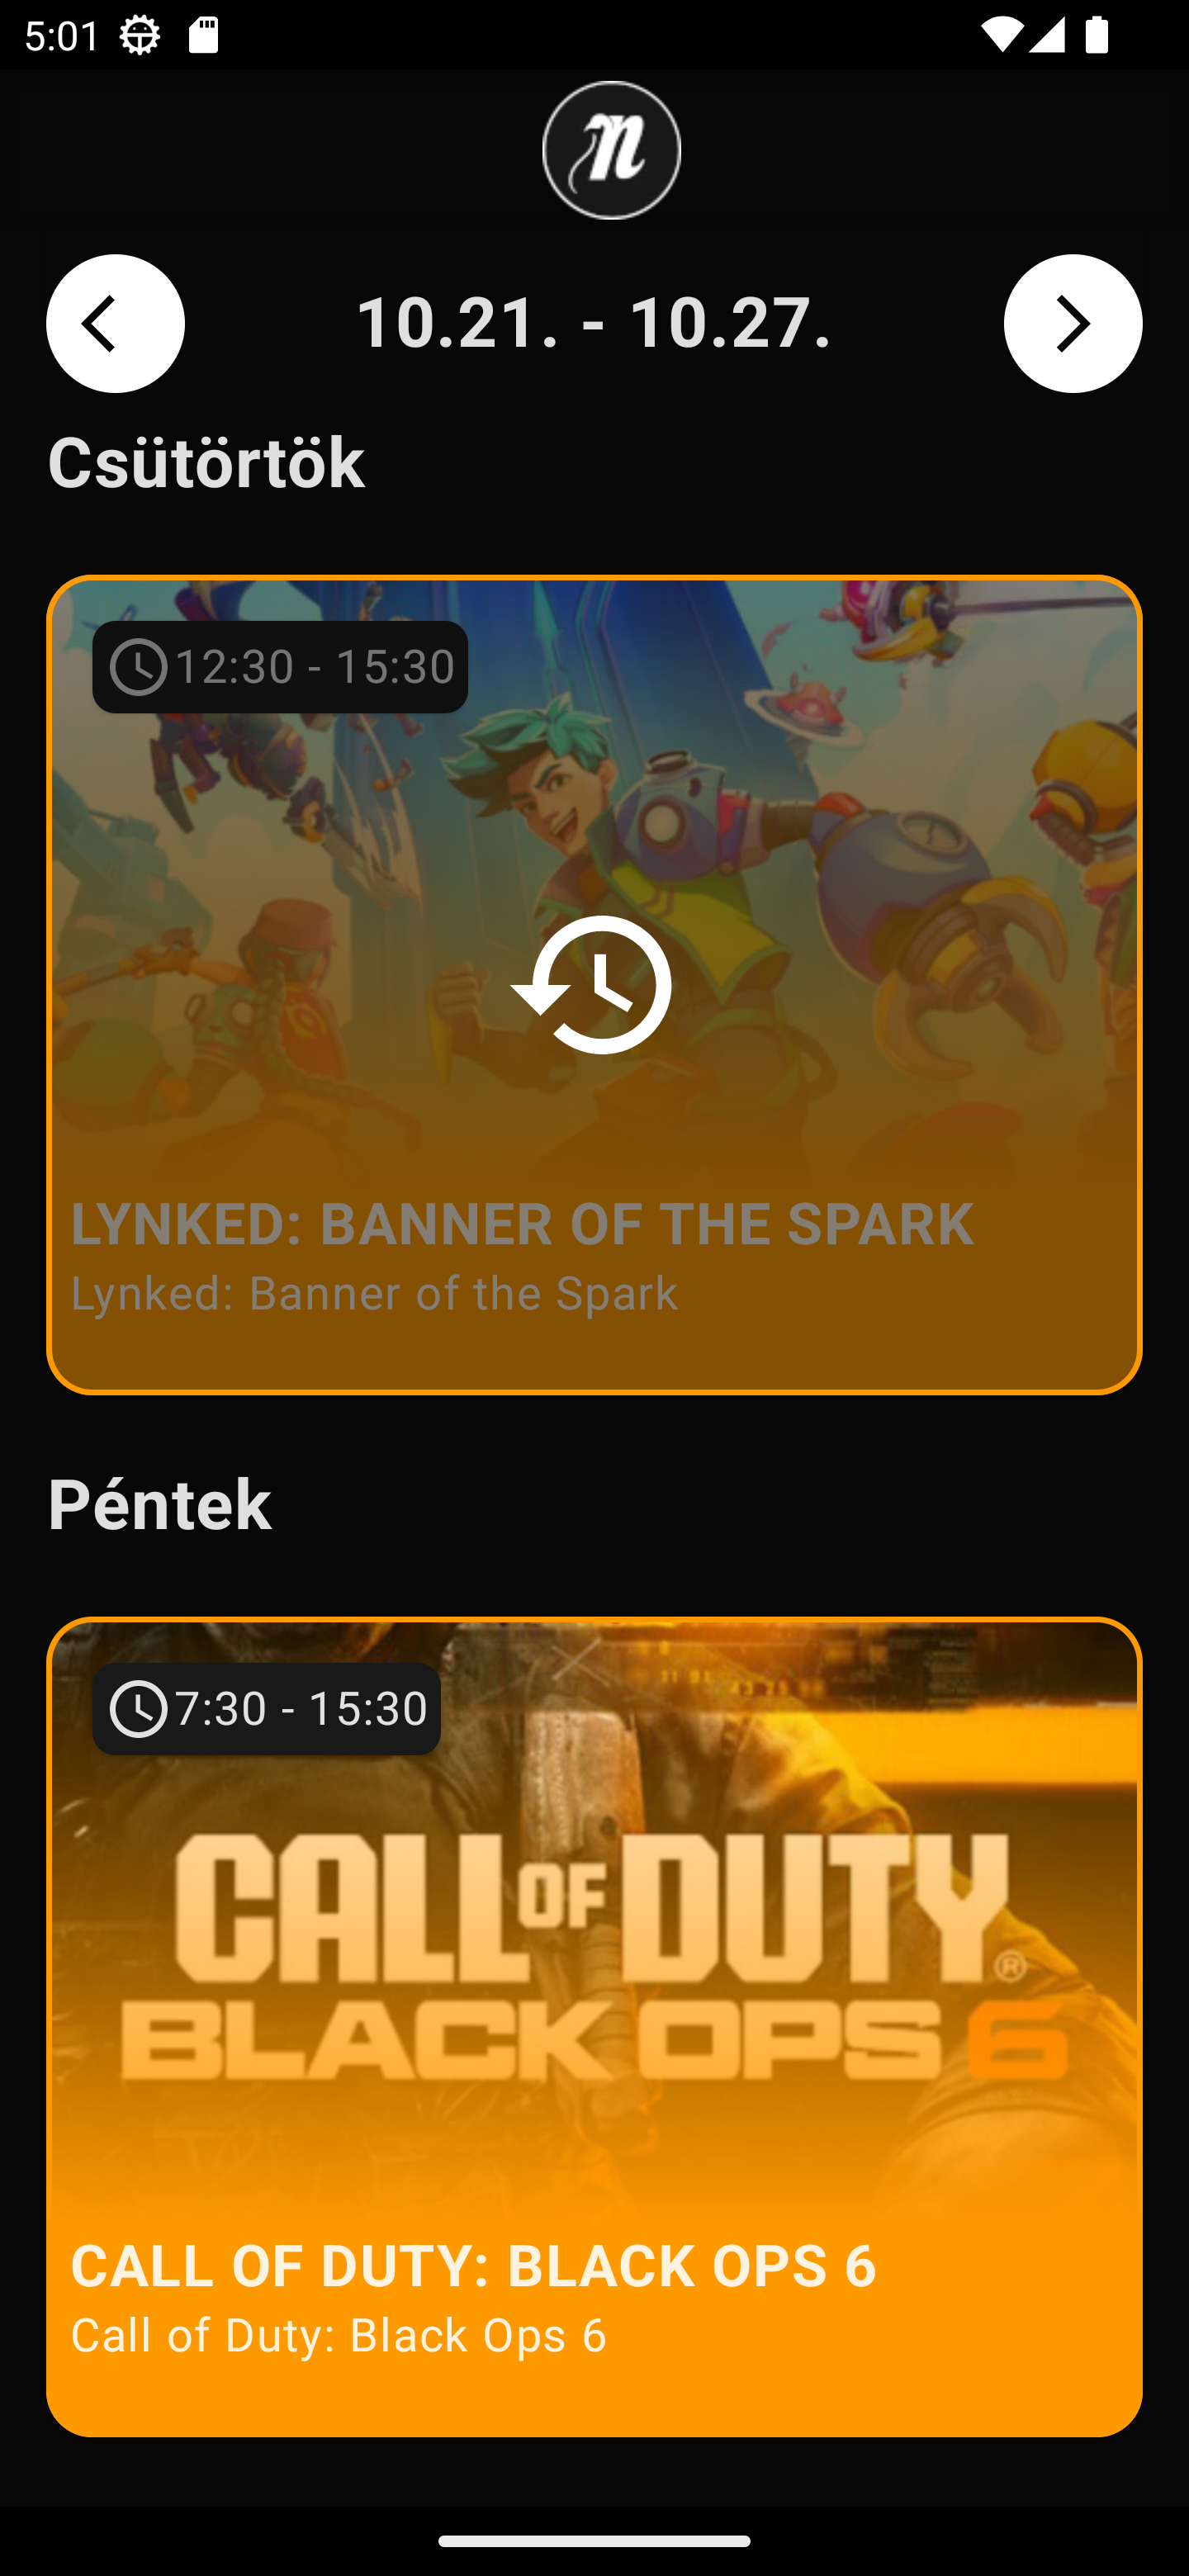 5:01
n
10.21. - 10.27.
Csütörtök
12:30 - 15:30
LYNKED: BANNER OF THE SPARK
Lynked: Banner of the Spark
Péntek
7:30 - 15:30
CALL OF DUTY®
BLACK OPS 6
CALL OF DUTY: BLACK OPS 6
Call of Duty: Black Ops 6